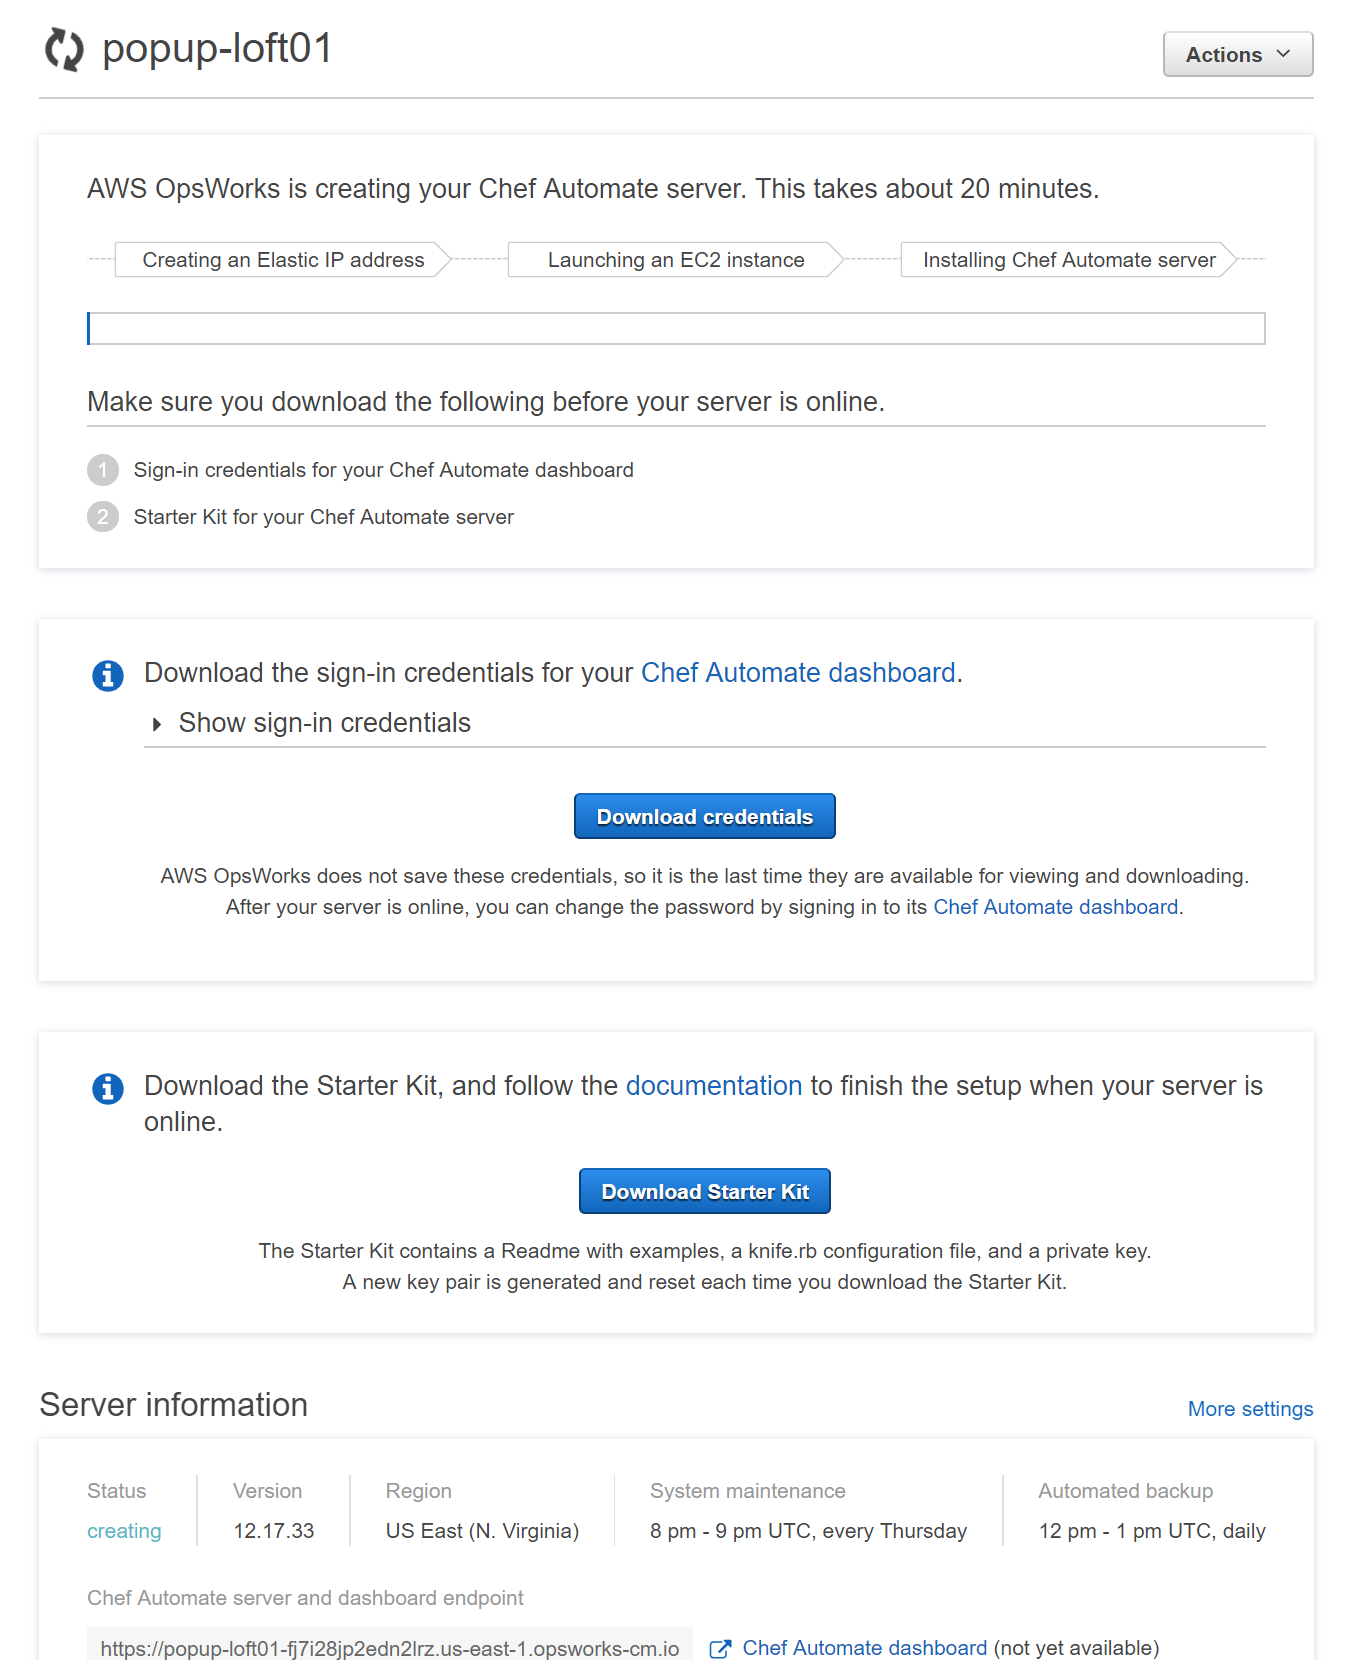 popup-loft01
Actions
AWS OpsWorks is creating your Chef Automate server. This takes about 20 minutes.
Creating an Elastic IP address
Launching an EC2 instance
Installing Chef Automate server
Make sure you download the following before your server is online.
1 Sign-in credentials for your Chef Automate dashboard
2 Starter Kit for your Chef Automate server
Download the sign-in credentials for your Chef Automate dashboard.
Show sign-in credentials
Download credentials
AWS OpsWorks does not save these credentials, so it is the last time they are available for viewing and downloading.
After your server is online, you can change the password by signing in to its Chef Automate dashboard.
Download the Starter Kit, and follow the documentation to finish the setup when your server is
online.
Download Starter Kit
The Starter Kit contains a Readme with examples, a knife.rb configuration file, and a private key.
A new key pair is generated and reset each time you download the Starter Kit.
Server information
More settings
Status
creating
Version
12.17.33
Region
US East (N. Virginia)
System maintenance
8 pm - 9 pm UTC, every Thursday
Automated backup
12 pm - 1 pm UTC, daily
Chef Automate server and dashboard endpoint
https://popup-loft01-fj7i28jp2edn2lrz.us-east-1.opsworks-cm.io
Chef Automate dashboard (not yet available)